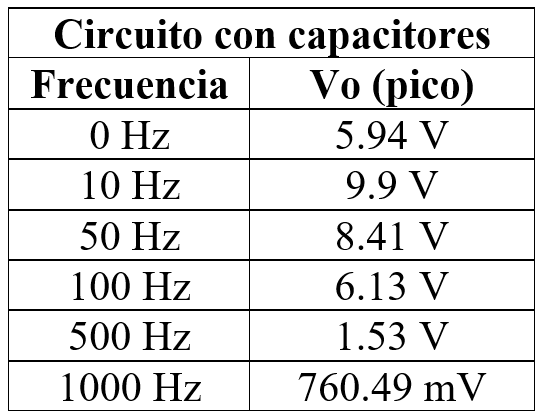 Circuito con capacitores
Frecuencia Vo (pico)
0 Hz 5.94 V
10 Hz 9.9 V
50 Hz 8.41 V
100 Hz 6.13 V
500 Hz 1.53 V
1000 Hz 760.49 mV